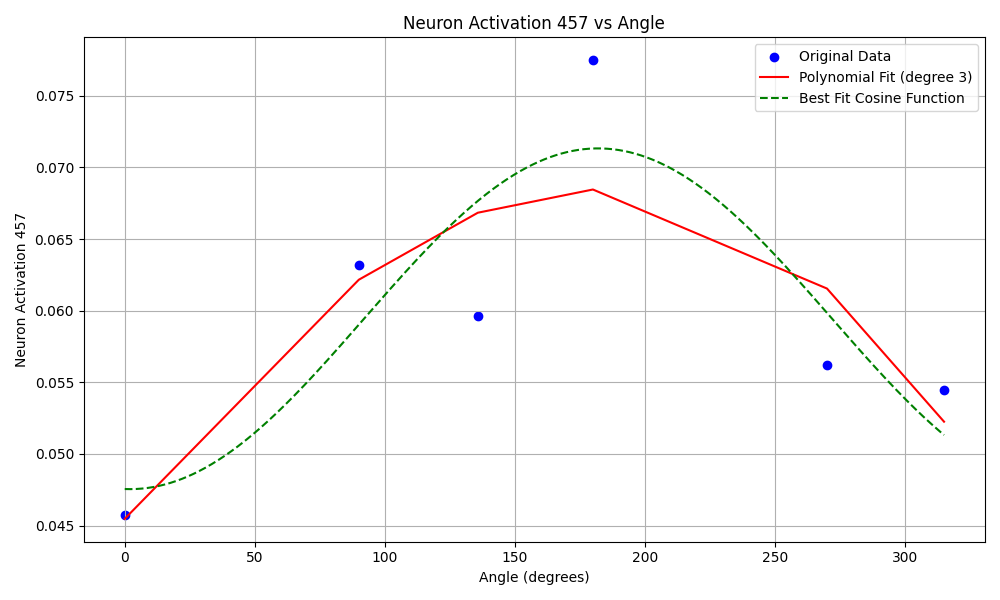 Neuron Activation 457 vs Angle
Original Data
Polynomial Fit (degree 3)
Best Fit Cosine Function
Neuron Activation 457
0.075
0.070
0.065
0.060
0.055
0.050
0.045
0
50
100
150
200
250
300
Angle (degrees)